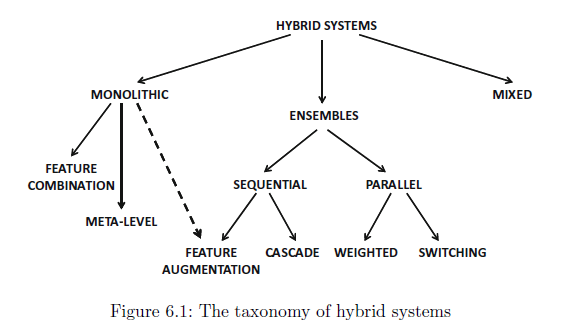 HYBRID SYSTEMS
MONOLITHIC
MIXED
ENSEMBLES
FEATURE
COMBINATION
SEQUENTIAL
PARALLEL
META-LEVEL
FEATURE
AUGMENTATION
CASCADE
WEIGHTED
SWITCHING
Figure 6.1: The taxonomy of hybrid systems